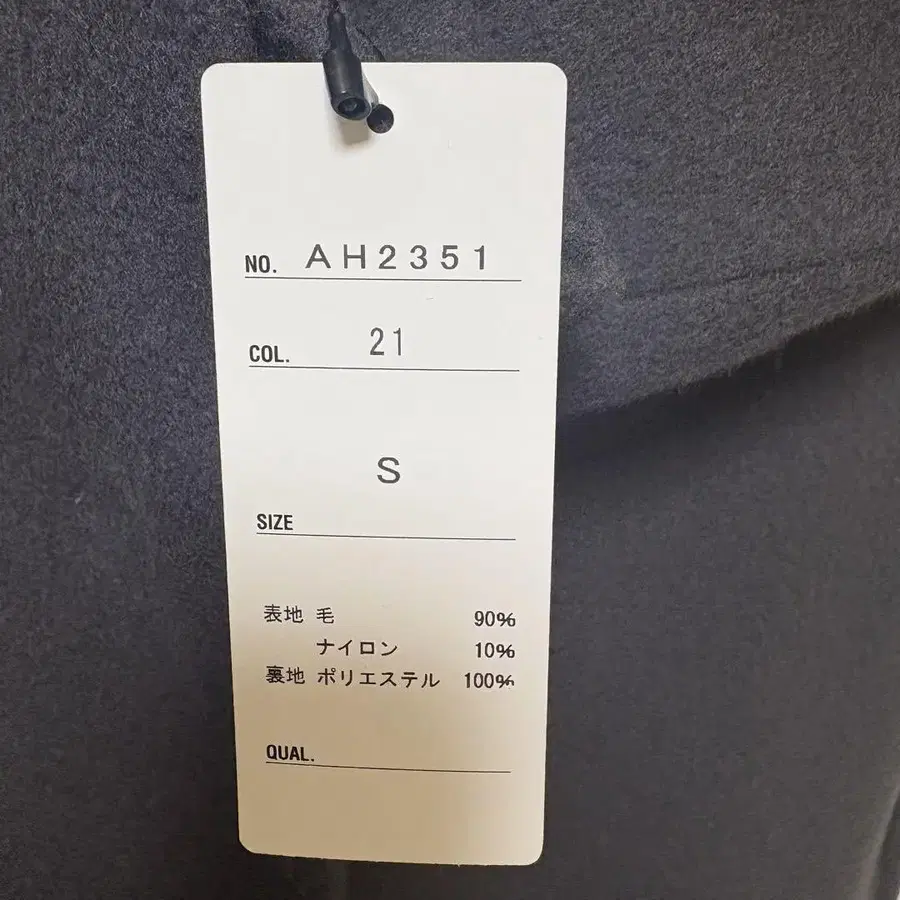 NO. AH2351
COL. 21
S
SIZE
表地 毛 90%
ナイロン 10%
裏地 ポリエステル 100%
QUAL.